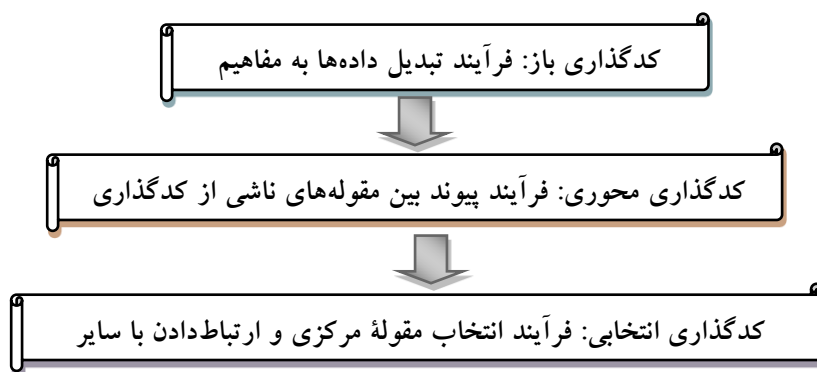 کدگذاری باز: فرآیند تبدیل داده‌ها به مفاهیم
کدگذاری محوری: فرآیند پیوند بین مقوله‌های ناشی از کدگذاری
کدگذاری انتخابی: فرآیند انتخاب مقولهٔ مرکزی و ارتباط‌دادن با سایر